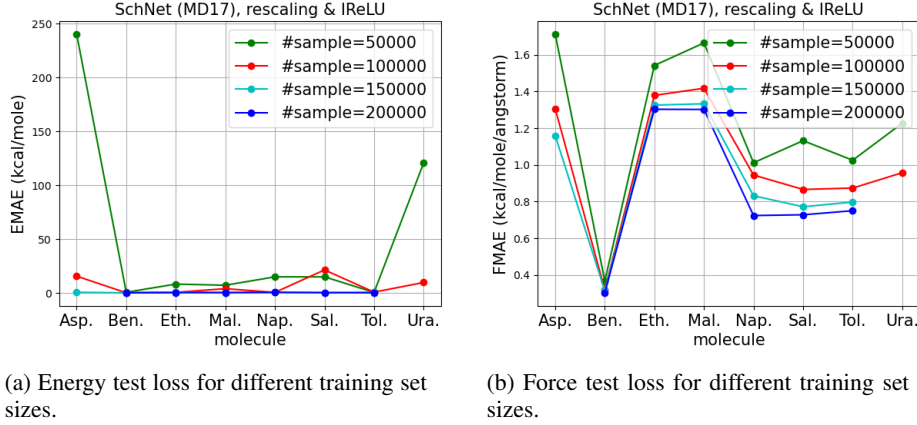 SchNet (MD17), rescaling & lReLU
250
200
150
100
50
0
EMAE (kcal/mole)
#sample=50000
#sample=100000
#sample=150000
#sample=200000
Asp. Ben. Eth. Mal. Nap. Sal. Tol. Ura.
molecule
(a) Energy test loss for different training set
sizes.
SchNet (MD17), rescaling & lReLU
1.6
1.4
1.2
1.0
0.8
0.6
0.4
FMAE (kcal/mole/angstorm)
#sample=50000
#sample=100000
#sample=150000
#sample=200000
Asp. Ben. Eth. Mal. Nap. Sal. Tol. Ura.
molecule
(b) Force test loss for different training set
sizes.